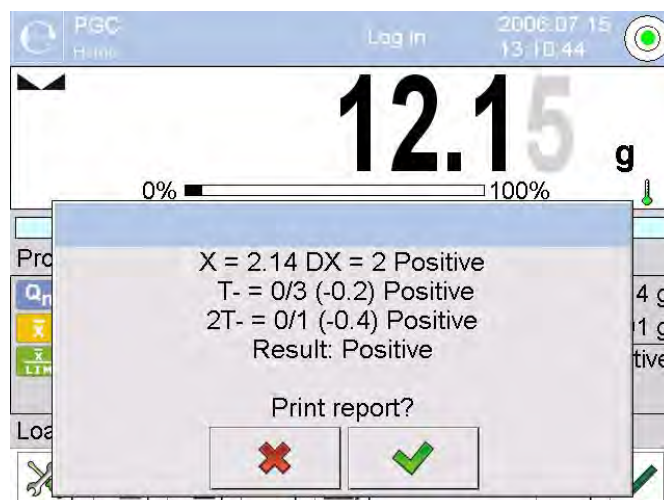 PGC
Home
Log in
2006.07.15
13:10:44
12.15 g
0% 100%
X = 2.14 DX = 2 Positive
T- = 0/3 (-0.2) Positive
2T- = 0/1 (-0.4) Positive
Result: Positive
Print report?